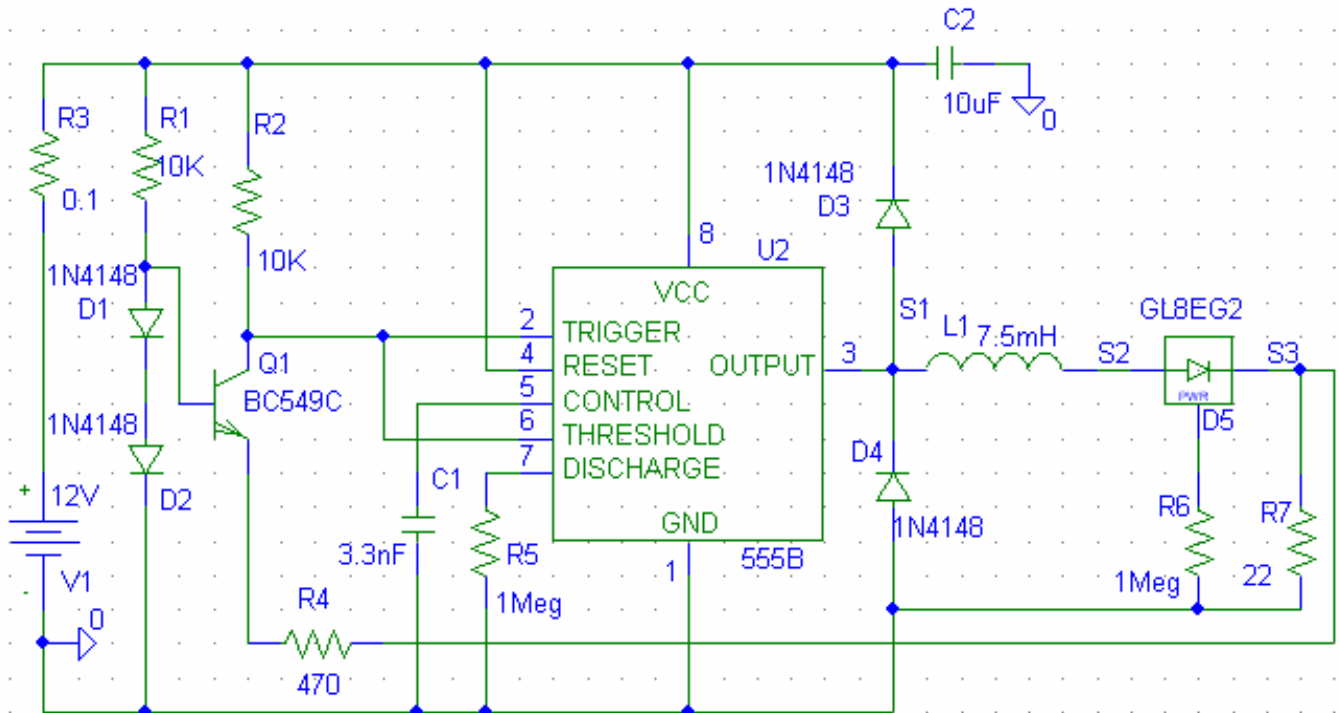 C2
10uF
0
R3
0.1
R1
10K
R2
10K
1N4148
D3
8
U2
VCC
1N4148
D1
2
TRIGGER
4
RESET
5
CONTROL
6
THRESHOLD
7
DISCHARGE
OUTPUT
3
GND
1
555B
S1
L1
7.5mH
S2
GL8EG2
PWR
D5
S3
Q1
BC549C
1N4148
D2
+
12V
-
V1
0
C1
3.3nF
R5
1Meg
D4
1N4148
R6
1Meg
R7
22
R4
470